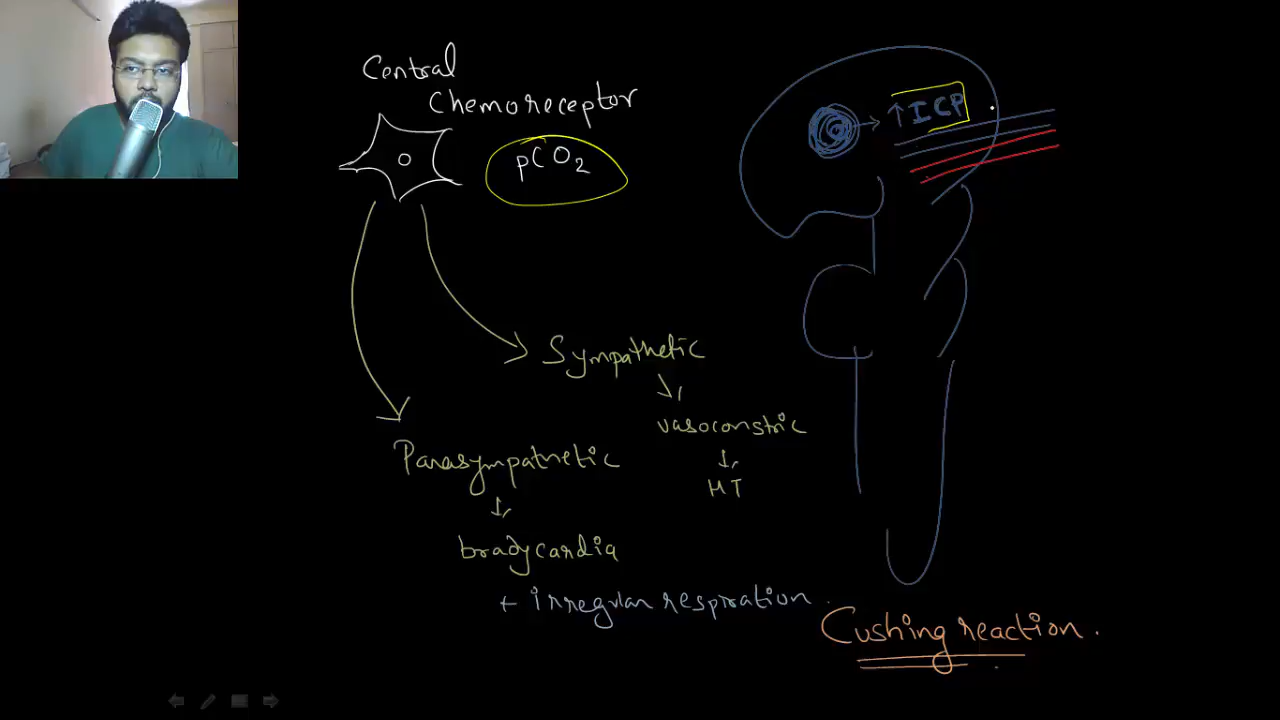 Central
Chemoreceptor
pCO2
↑ ICP
Sympathetic
vasoconstric
HT
Parasympathetic
bradycardia
+ irregular respiration.
Cushing reaction.